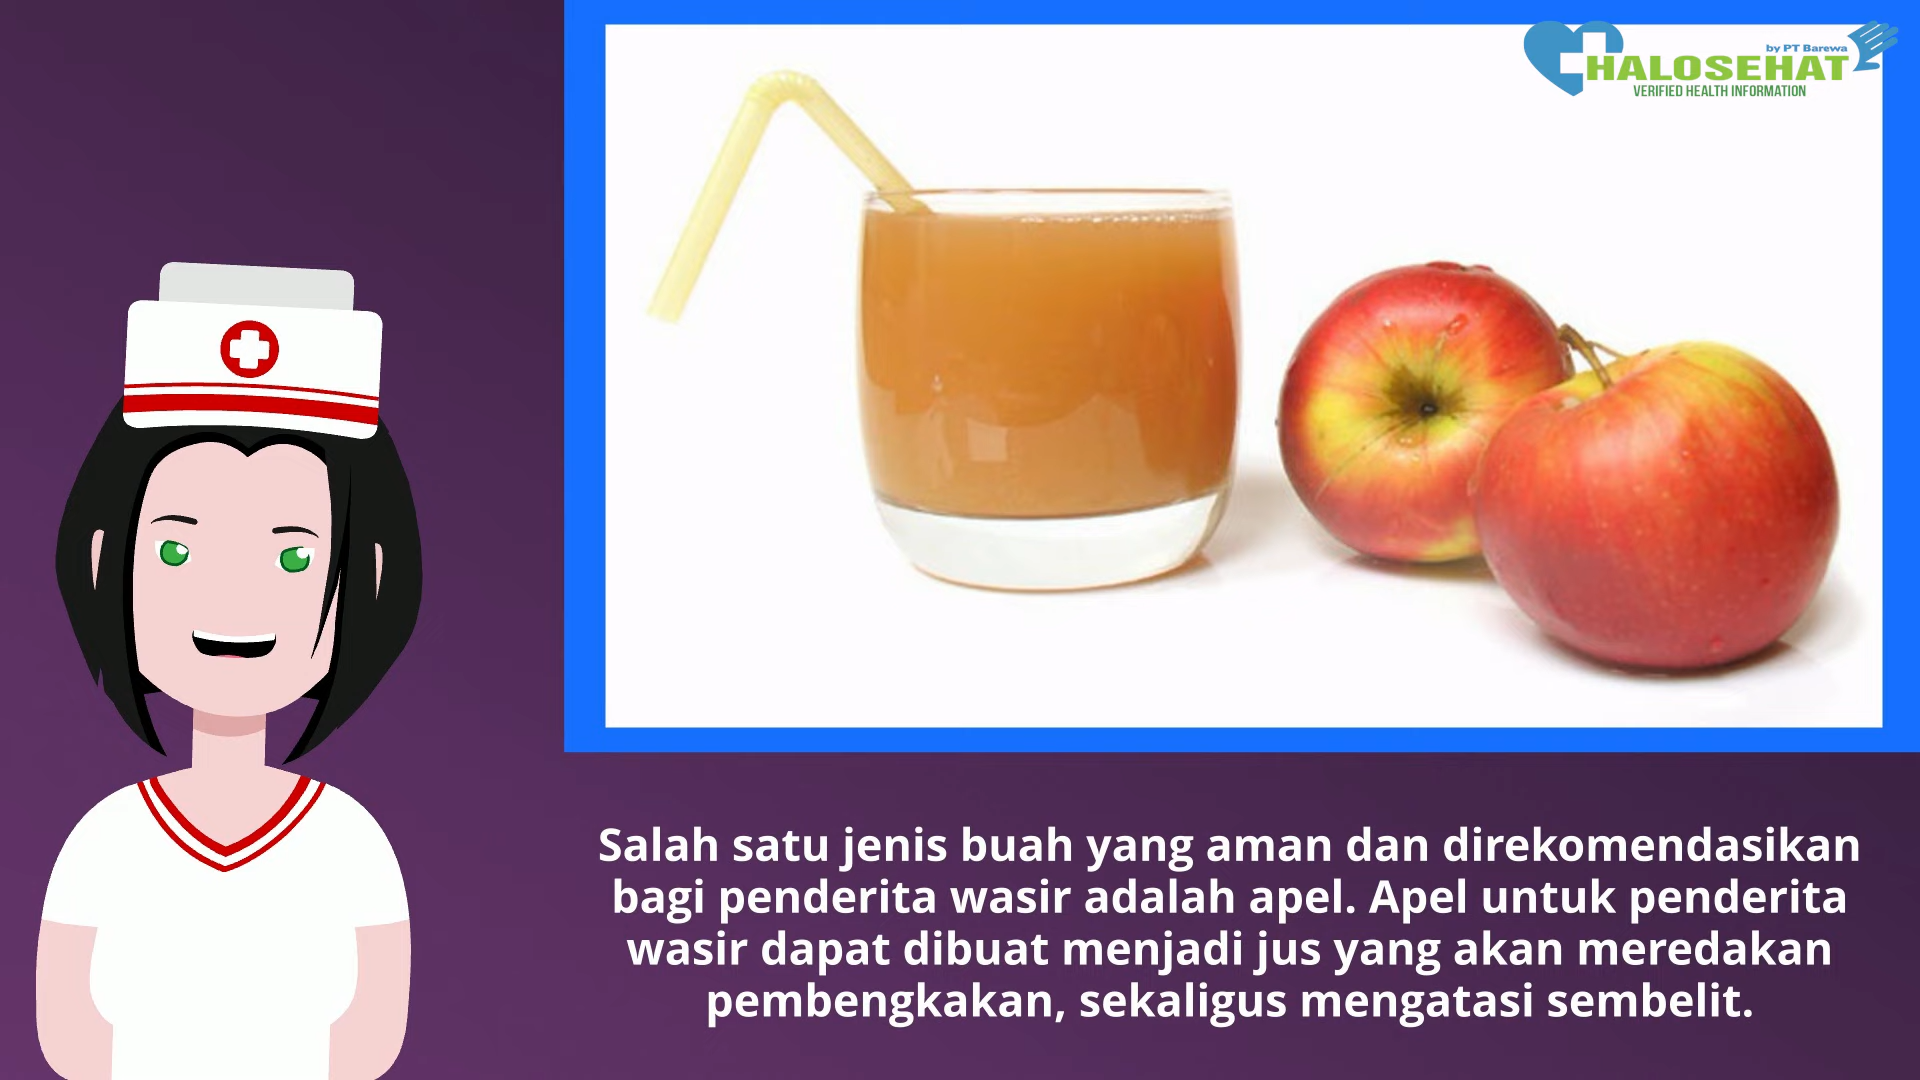 by PT Barewa
HALOSEHAT
VERIFIED HEALTH INFORMATION
Salah satu jenis buah yang aman dan direkomendasikan
bagi penderita wasir adalah apel. Apel untuk penderita
wasir dapat dibuat menjadi jus yang akan meredakan
pembengkakan, sekaligus mengatasi sembelit.